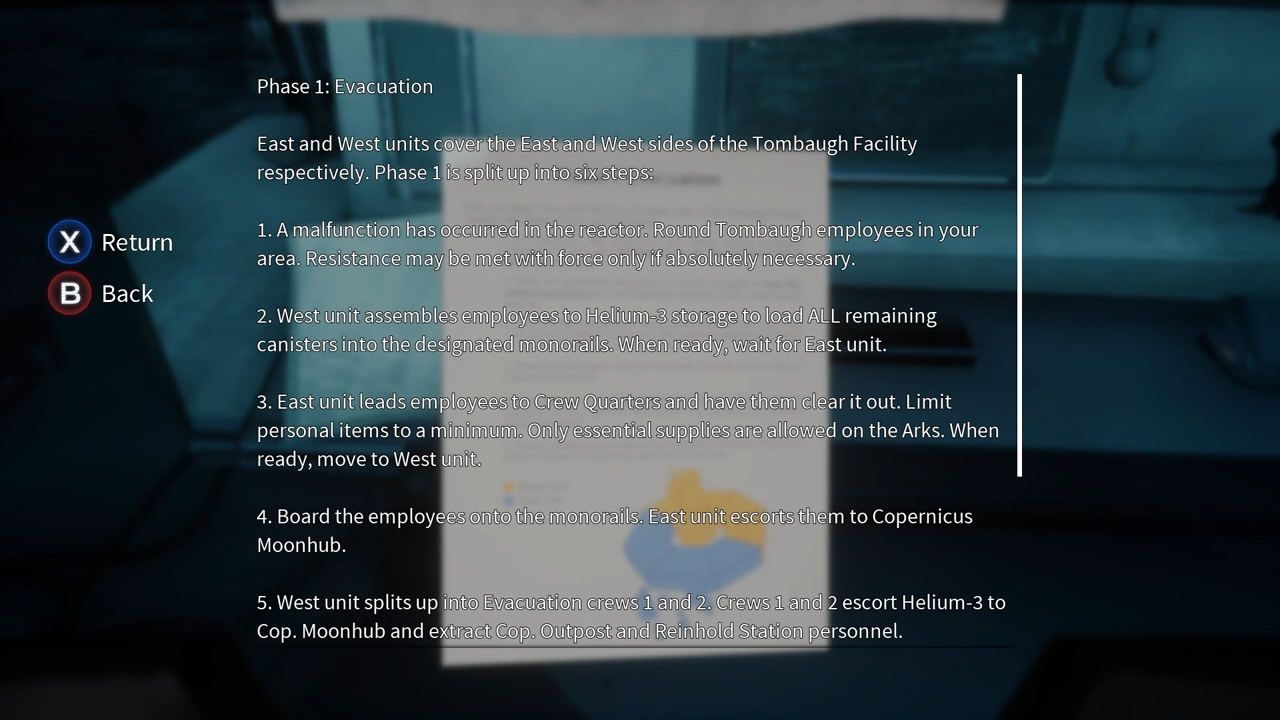 Phase 1: Evacuation
East and West units cover the East and West sides of the Tombaugh Facility
respectively. Phase 1 is split up into six steps:
1. A malfunction has occurred in the reactor. Round Tombaugh employees in your
area. Resistance may be met with force only if absolutely necessary.
2. West unit assembles employees to Helium-3 storage to load ALL remaining
canisters into the designated monorails. When ready, wait for East unit.
3. East unit leads employees to Crew Quarters and have them clear it out. Limit
personal items to a minimum. Only essential supplies are allowed on the Arks. When
ready, move to West unit.
4. Board the employees onto the monorails. East unit escorts them to Copernicus
Moonhub.
5. West unit splits up into Evacuation crews 1 and 2. Crews 1 and 2 escort Helium-3 to
Cop. Moonhub and extract Cop. Outpost and Reinhold Station personnel.
X Return
B Back